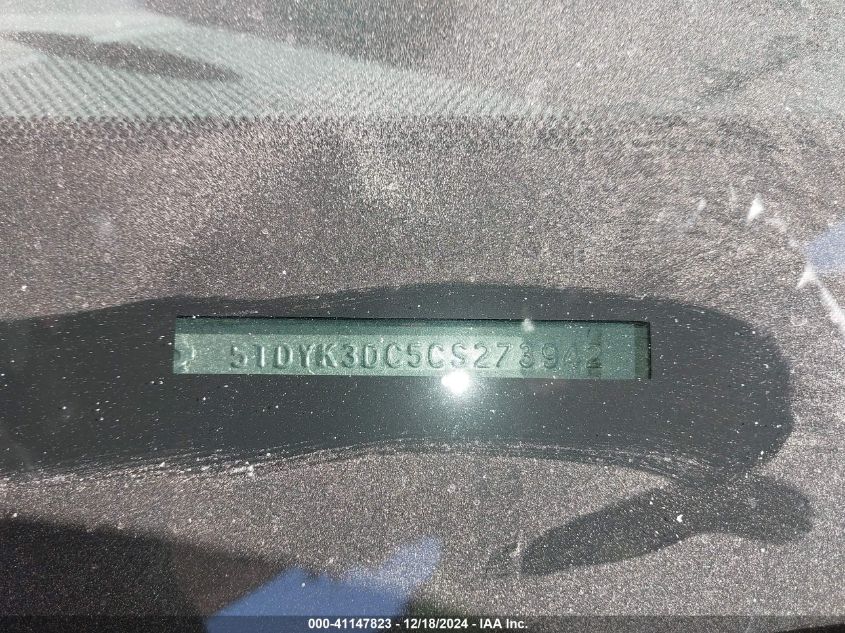 5TDYK3DC5CS273942
000-41147823 - 12/18/2024 - IAA Inc.